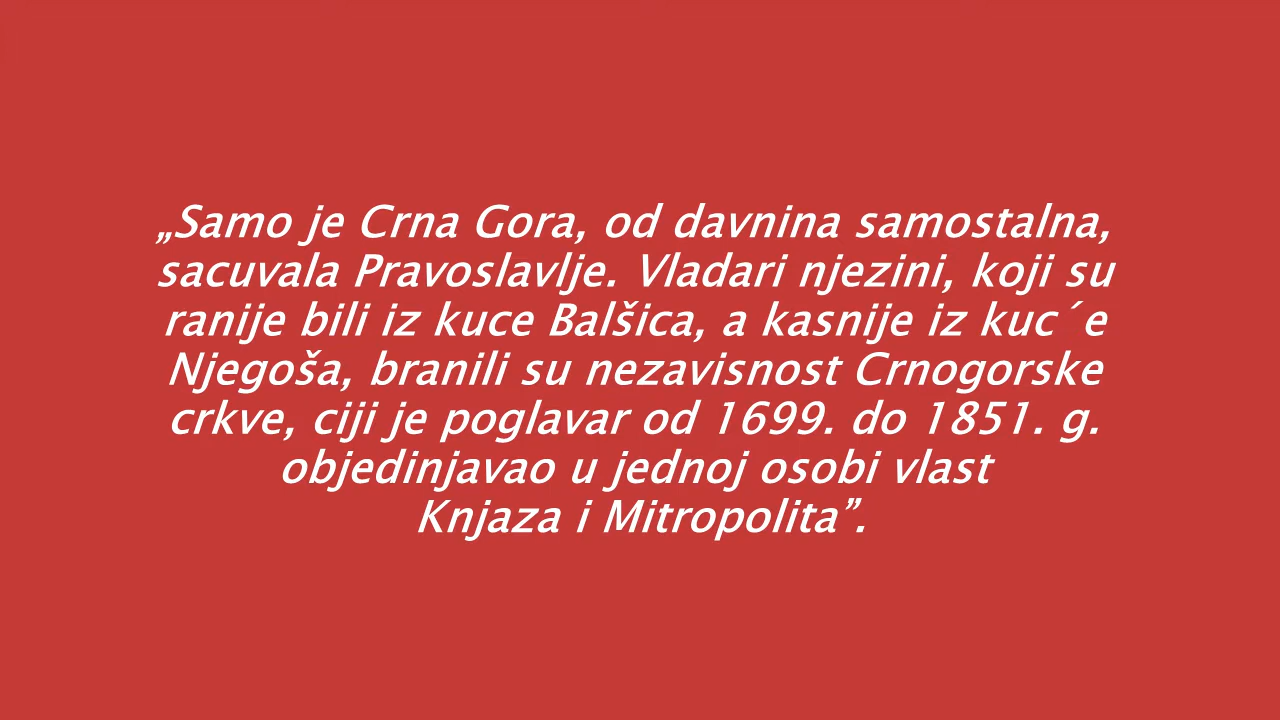 „Samo je Crna Gora, od davnina samostalna,
sacuvala Pravoslavlje. Vladari njezini, koji su
ranije bili iz kuce Balšica, a kasnije iz kuc´e
Njegoša, branili su nezavisnost Crnogorske
crkve, ciji je poglavar od 1699. do 1851. g.
objedinjavao u jednoj osobi vlast
Knjaza i Mitropolita”.